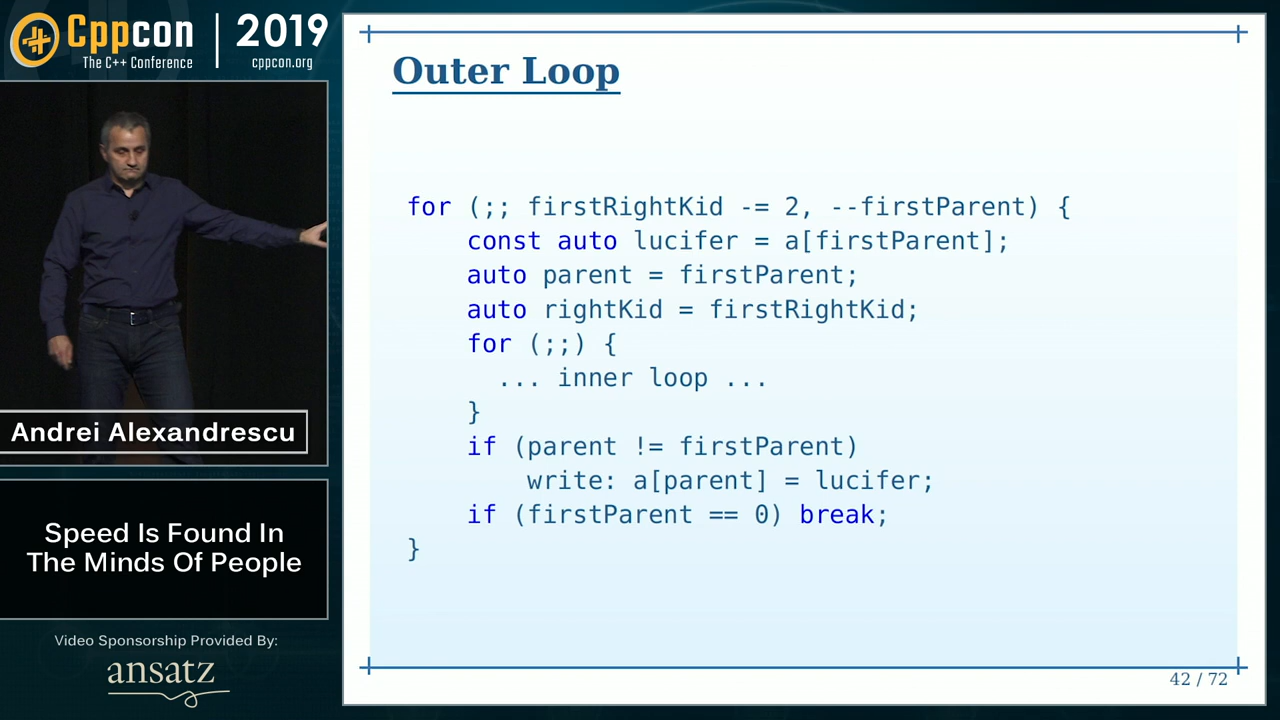 Cppcon | 2019
The C++ Conference cppcon.org
Outer Loop
for (;; firstRightKid -= 2, --firstParent) {
const auto lucifer = a[firstParent];
auto parent = firstParent;
auto rightKid = firstRightKid;
for (;;) {
... inner loop ...
}
if (parent != firstParent)
write: a[parent] = lucifer;
if (firstParent == 0) break;
}
42 / 72
Andrei Alexandrescu
Speed Is Found In
The Minds Of People
Video Sponsorship Provided By:
ansatz